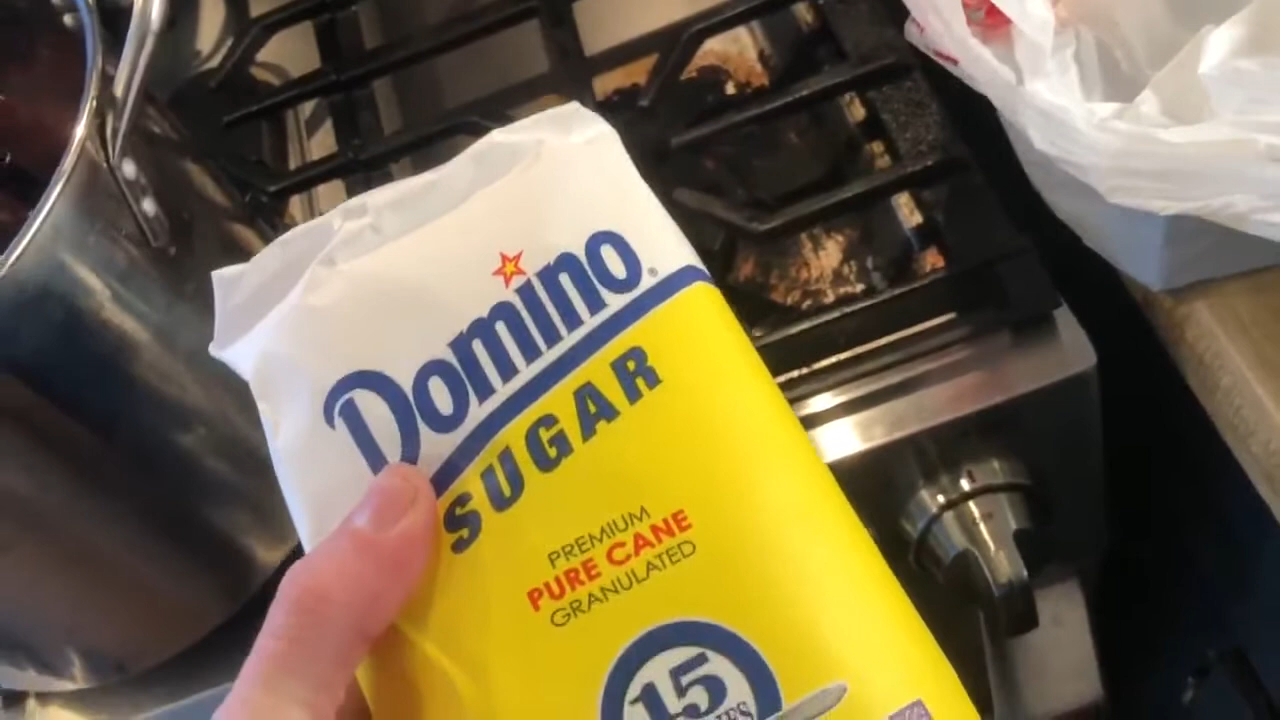 Domino®
SUGAR
PREMIUM
PURE CANE
GRANULATED
15